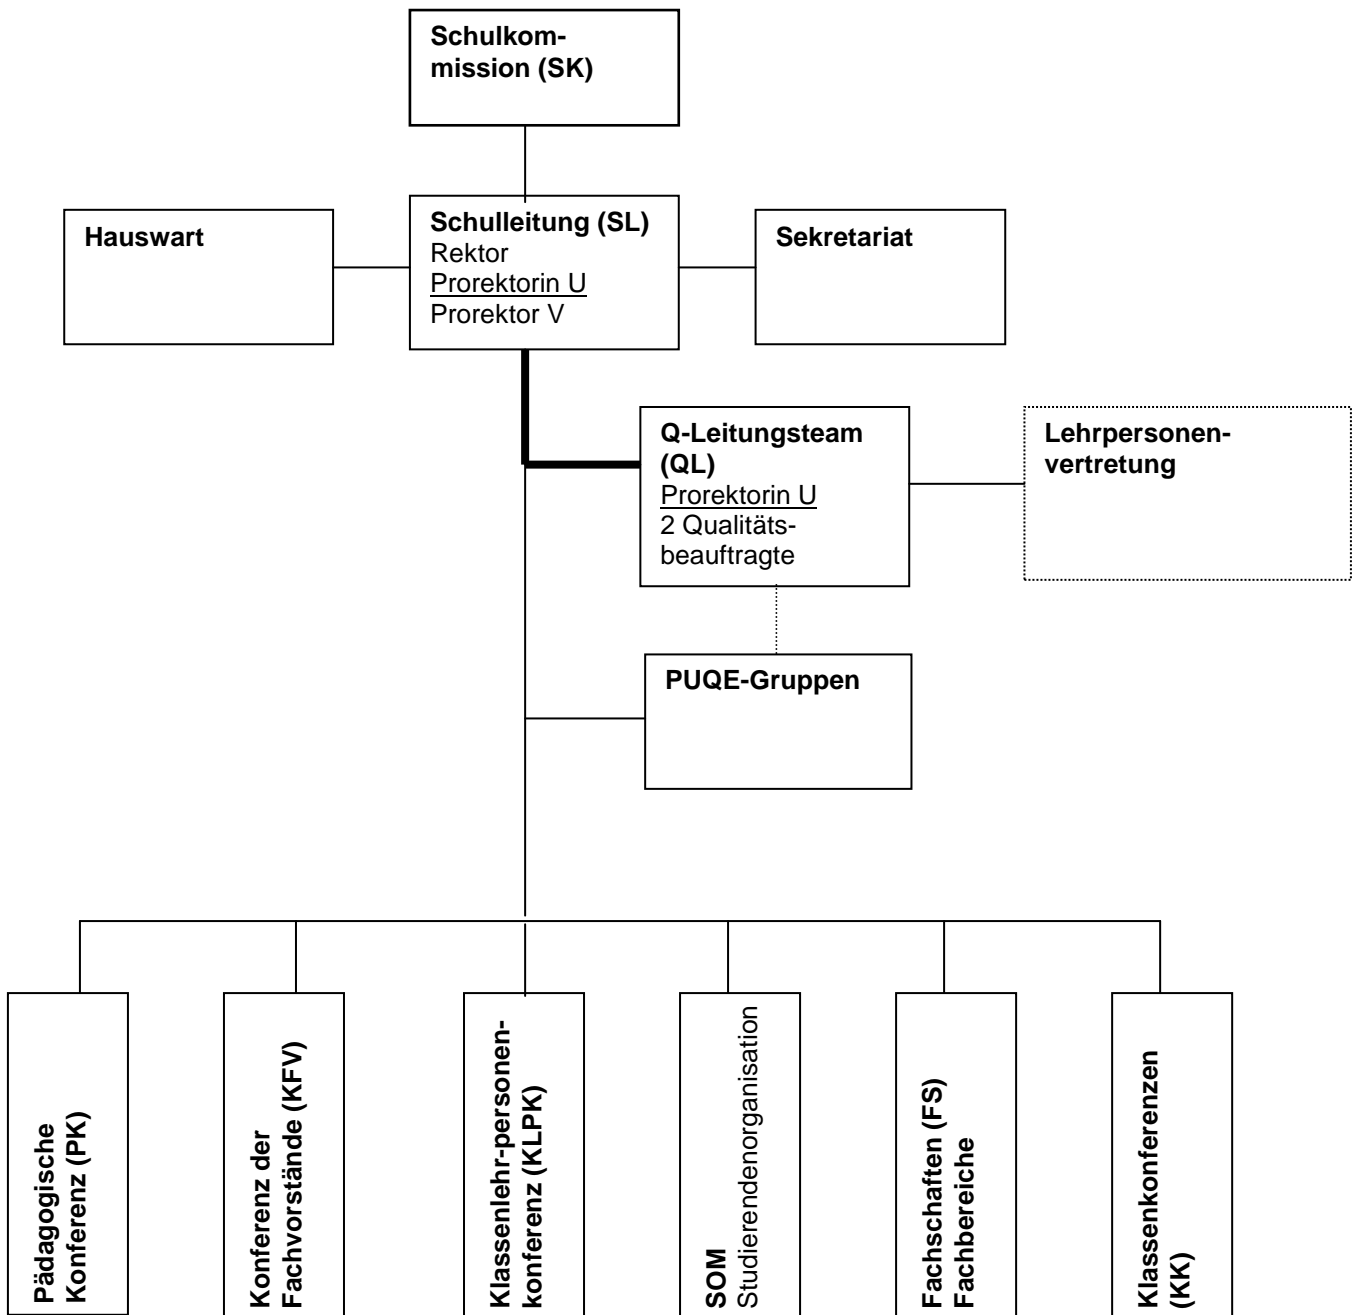 Schulkom-
mission (SK)
Hauswart
Schulleitung (SL)
Rektor
Prorektorin U
Prorektor V
Sekretariat
Q-Leitungsteam
(QL)
Prorektorin U
2 Qualitäts-
beauftragte
Lehrpersonen-
vertretung
PUQE-Gruppen
Pädagogische
Konferenz (PK)
Konferenz der
Fachvorstände (KFV)
Klassenlehr-personen-
konferenz (KLPK)
SOM
Studierendenorganisation
Fachschaften (FS)
Fachbereiche
Klassenkonferenzen
(KK)